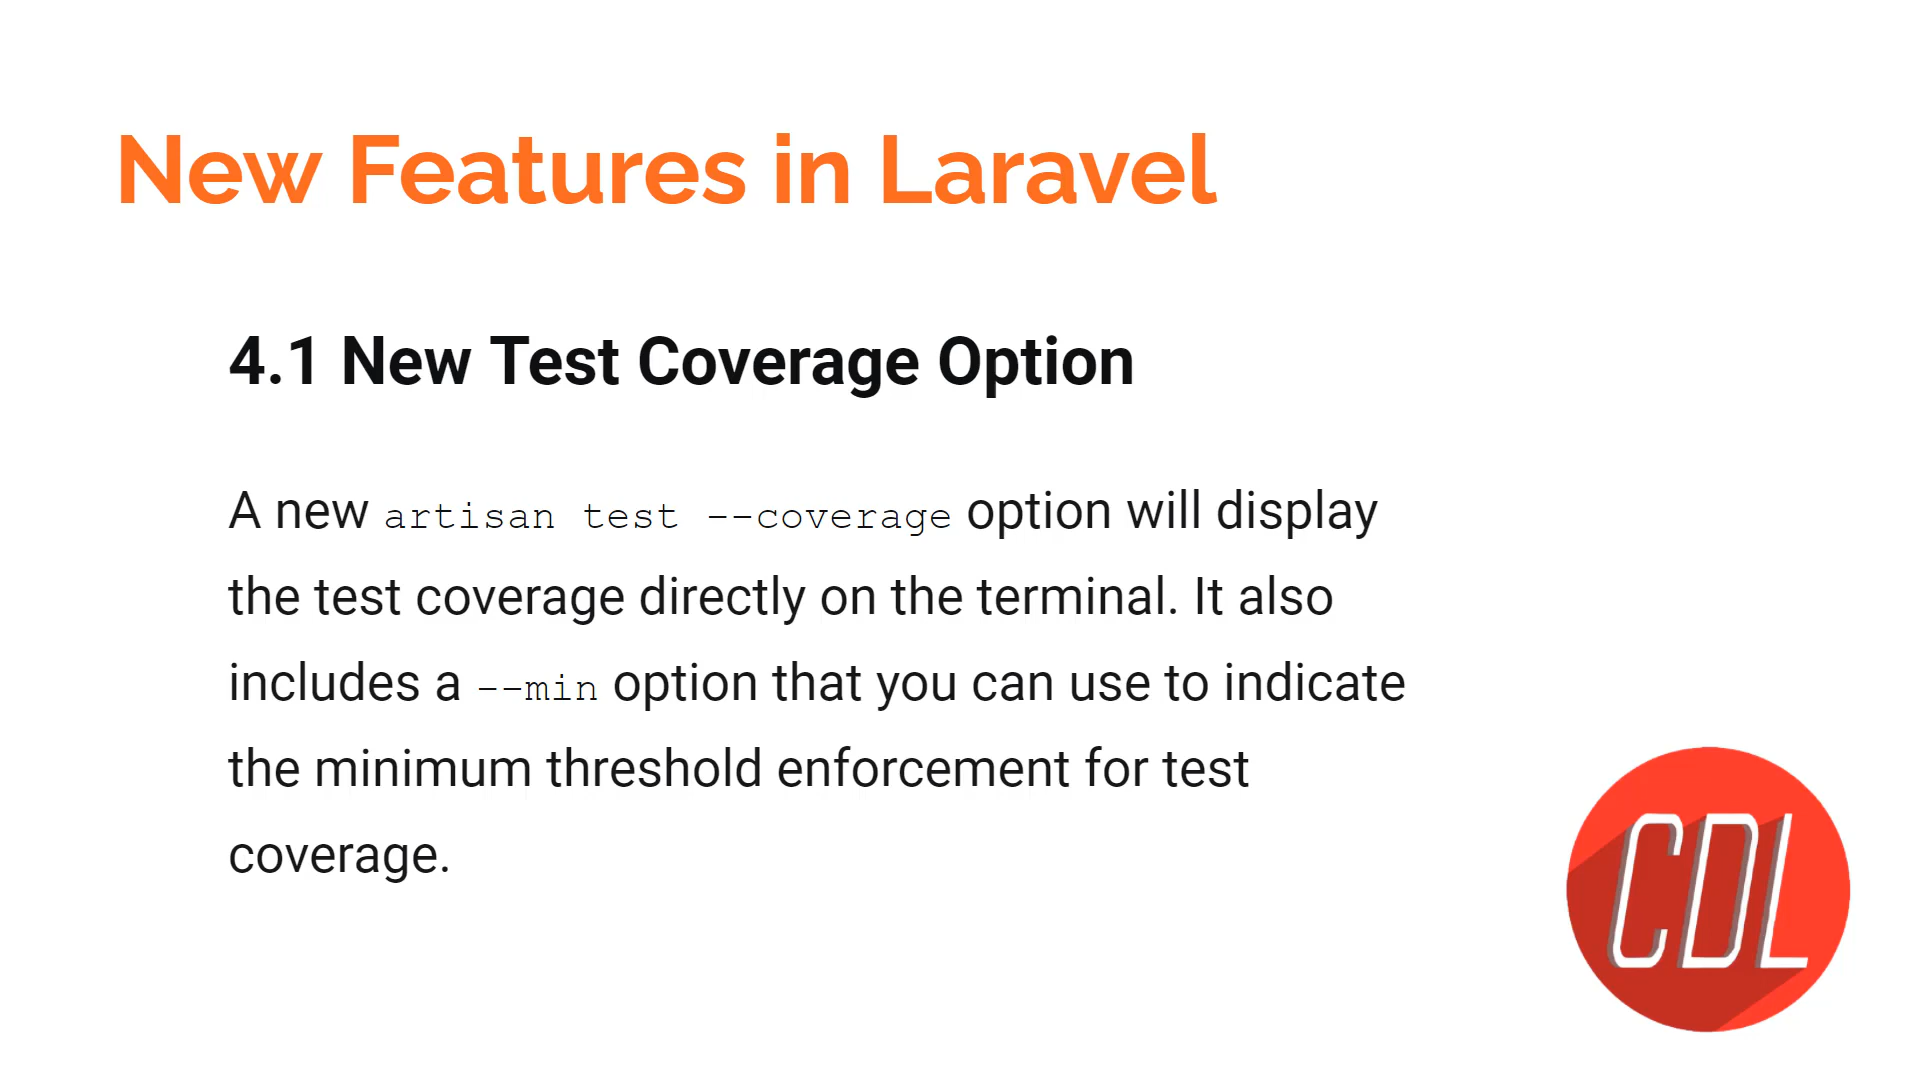 New Features in Laravel
4.1 New Test Coverage Option
A new artisan test --coverage option will display
the test coverage directly on the terminal. It also
includes a --min option that you can use to indicate
the minimum threshold enforcement for test
coverage.
CDL